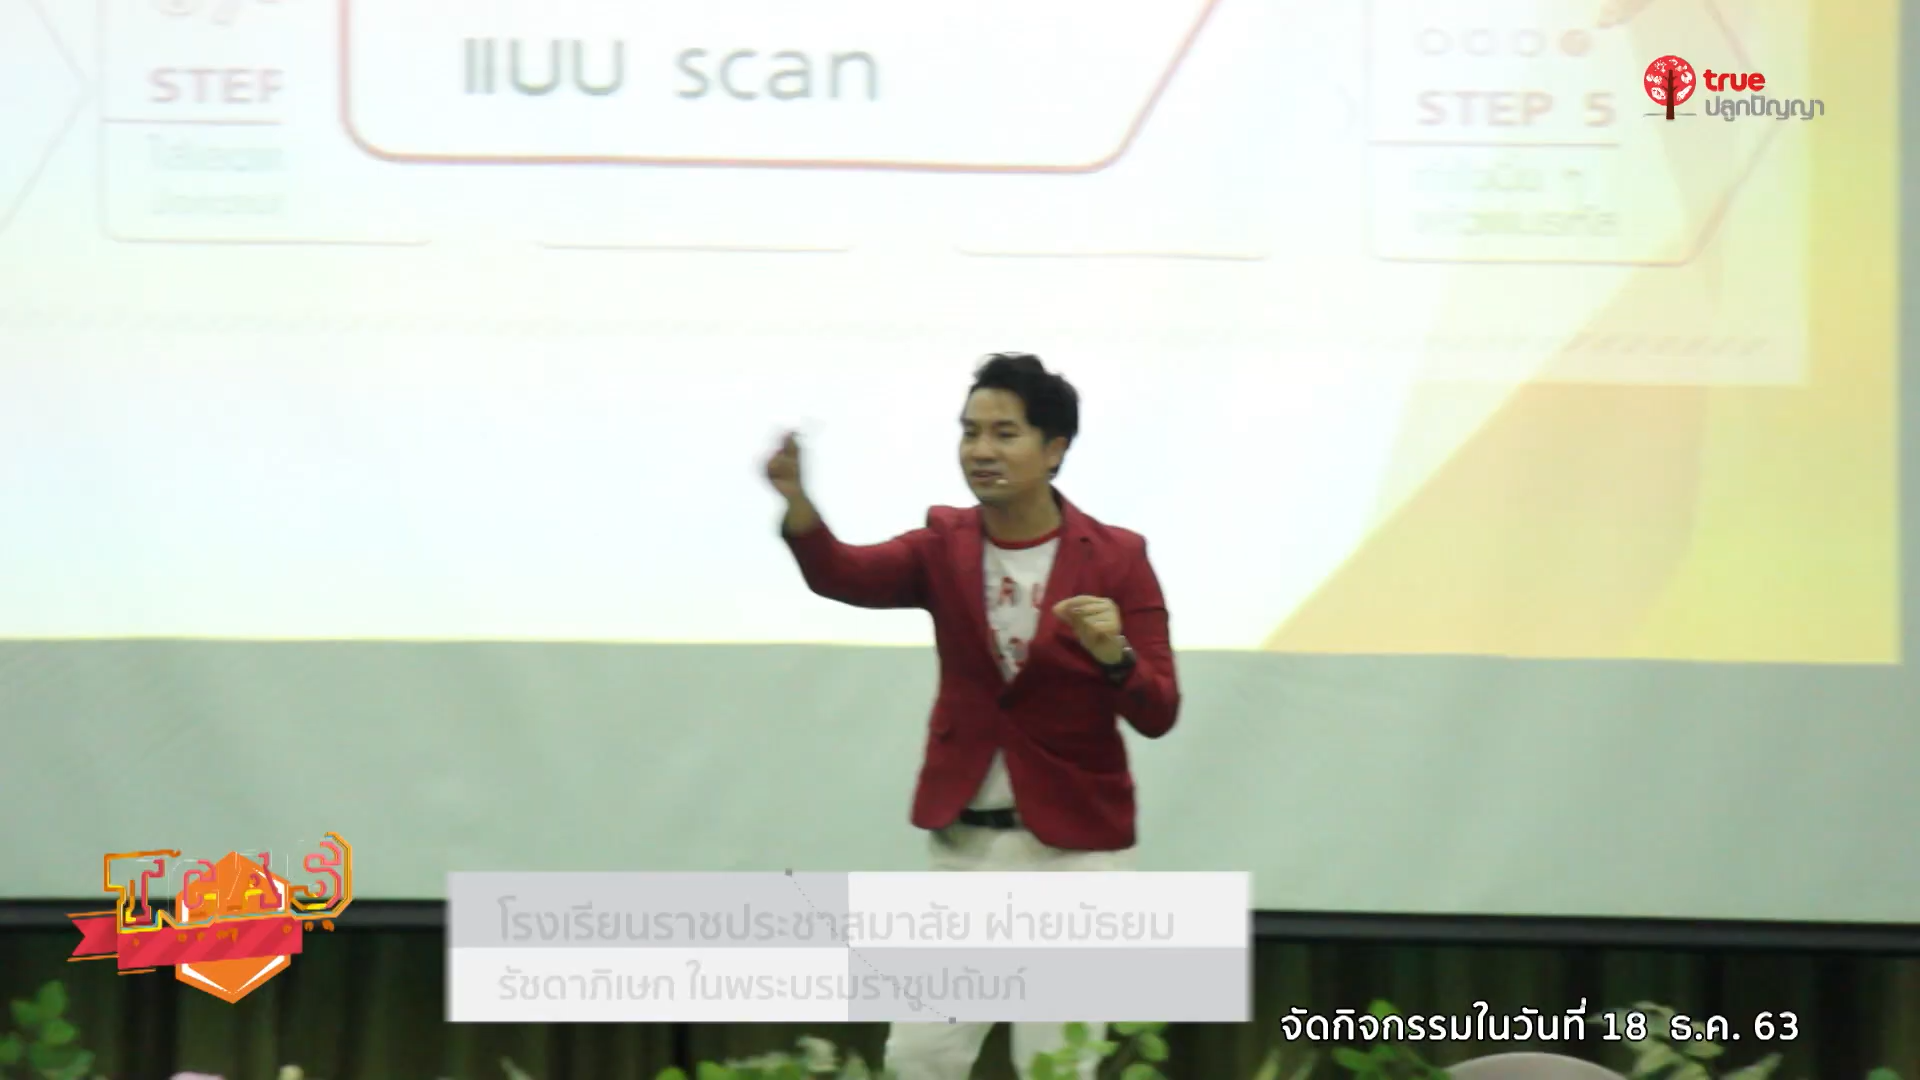 แบบ scan
STEP
STEP 5
true
ปลูกปัญญา
TCAS
โรงเรียนราชประชาสมาสัย ฝ่ายมัธยม
รัชดาภิเษก ในพระบรมราชูปถัมภ์
จัดกิจกรรมในวันที่ 18 ธ.ค. 63